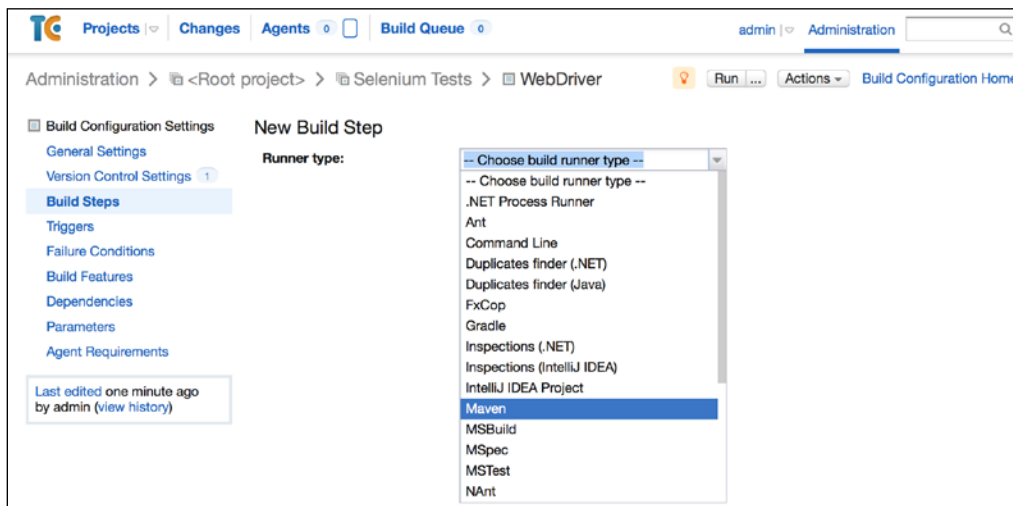 TC Projects Changes Agents 0 Build Queue 0 admin Administration
Administration > <Root project> > Selenium Tests > WebDriver Run ... Actions Build Configuration Home
Build Configuration Settings
General Settings
Version Control Settings 1
Build Steps
Triggers
Failure Conditions
Build Features
Dependencies
Parameters
Agent Requirements
Last edited one minute ago
by admin (view history)
New Build Step
Runner type:
-- Choose build runner type --
-- Choose build runner type --
.NET Process Runner
Ant
Command Line
Duplicates finder (.NET)
Duplicates finder (Java)
FxCop
Gradle
Inspections (.NET)
Inspections (IntelliJ IDEA)
IntelliJ IDEA Project
Maven
MSBuild
MSpec
MSTest
NAnt